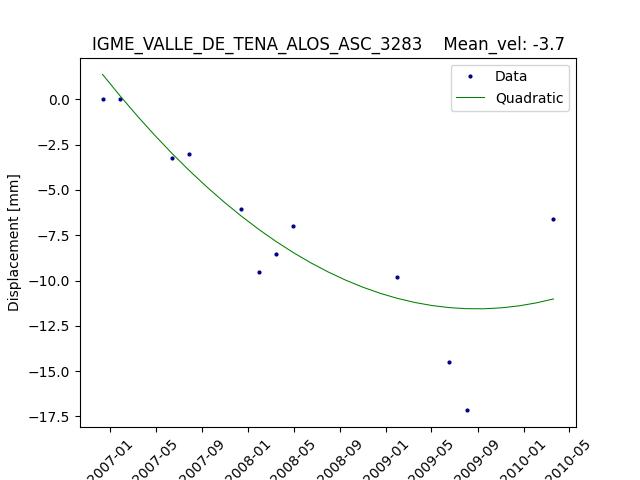 IGME_VALLE_DE_TENA_ALOS_ASC_3283 Mean_vel: -3.7
Data
Quadratic
Displacement [mm]
0.0
−2.5
−5.0
−7.5
−10.0
−12.5
−15.0
−17.5
2007-01 2007-05 2007-09 2008-01 2008-05 2008-09 2009-01 2009-05 2009-09 2010-01 2010-05